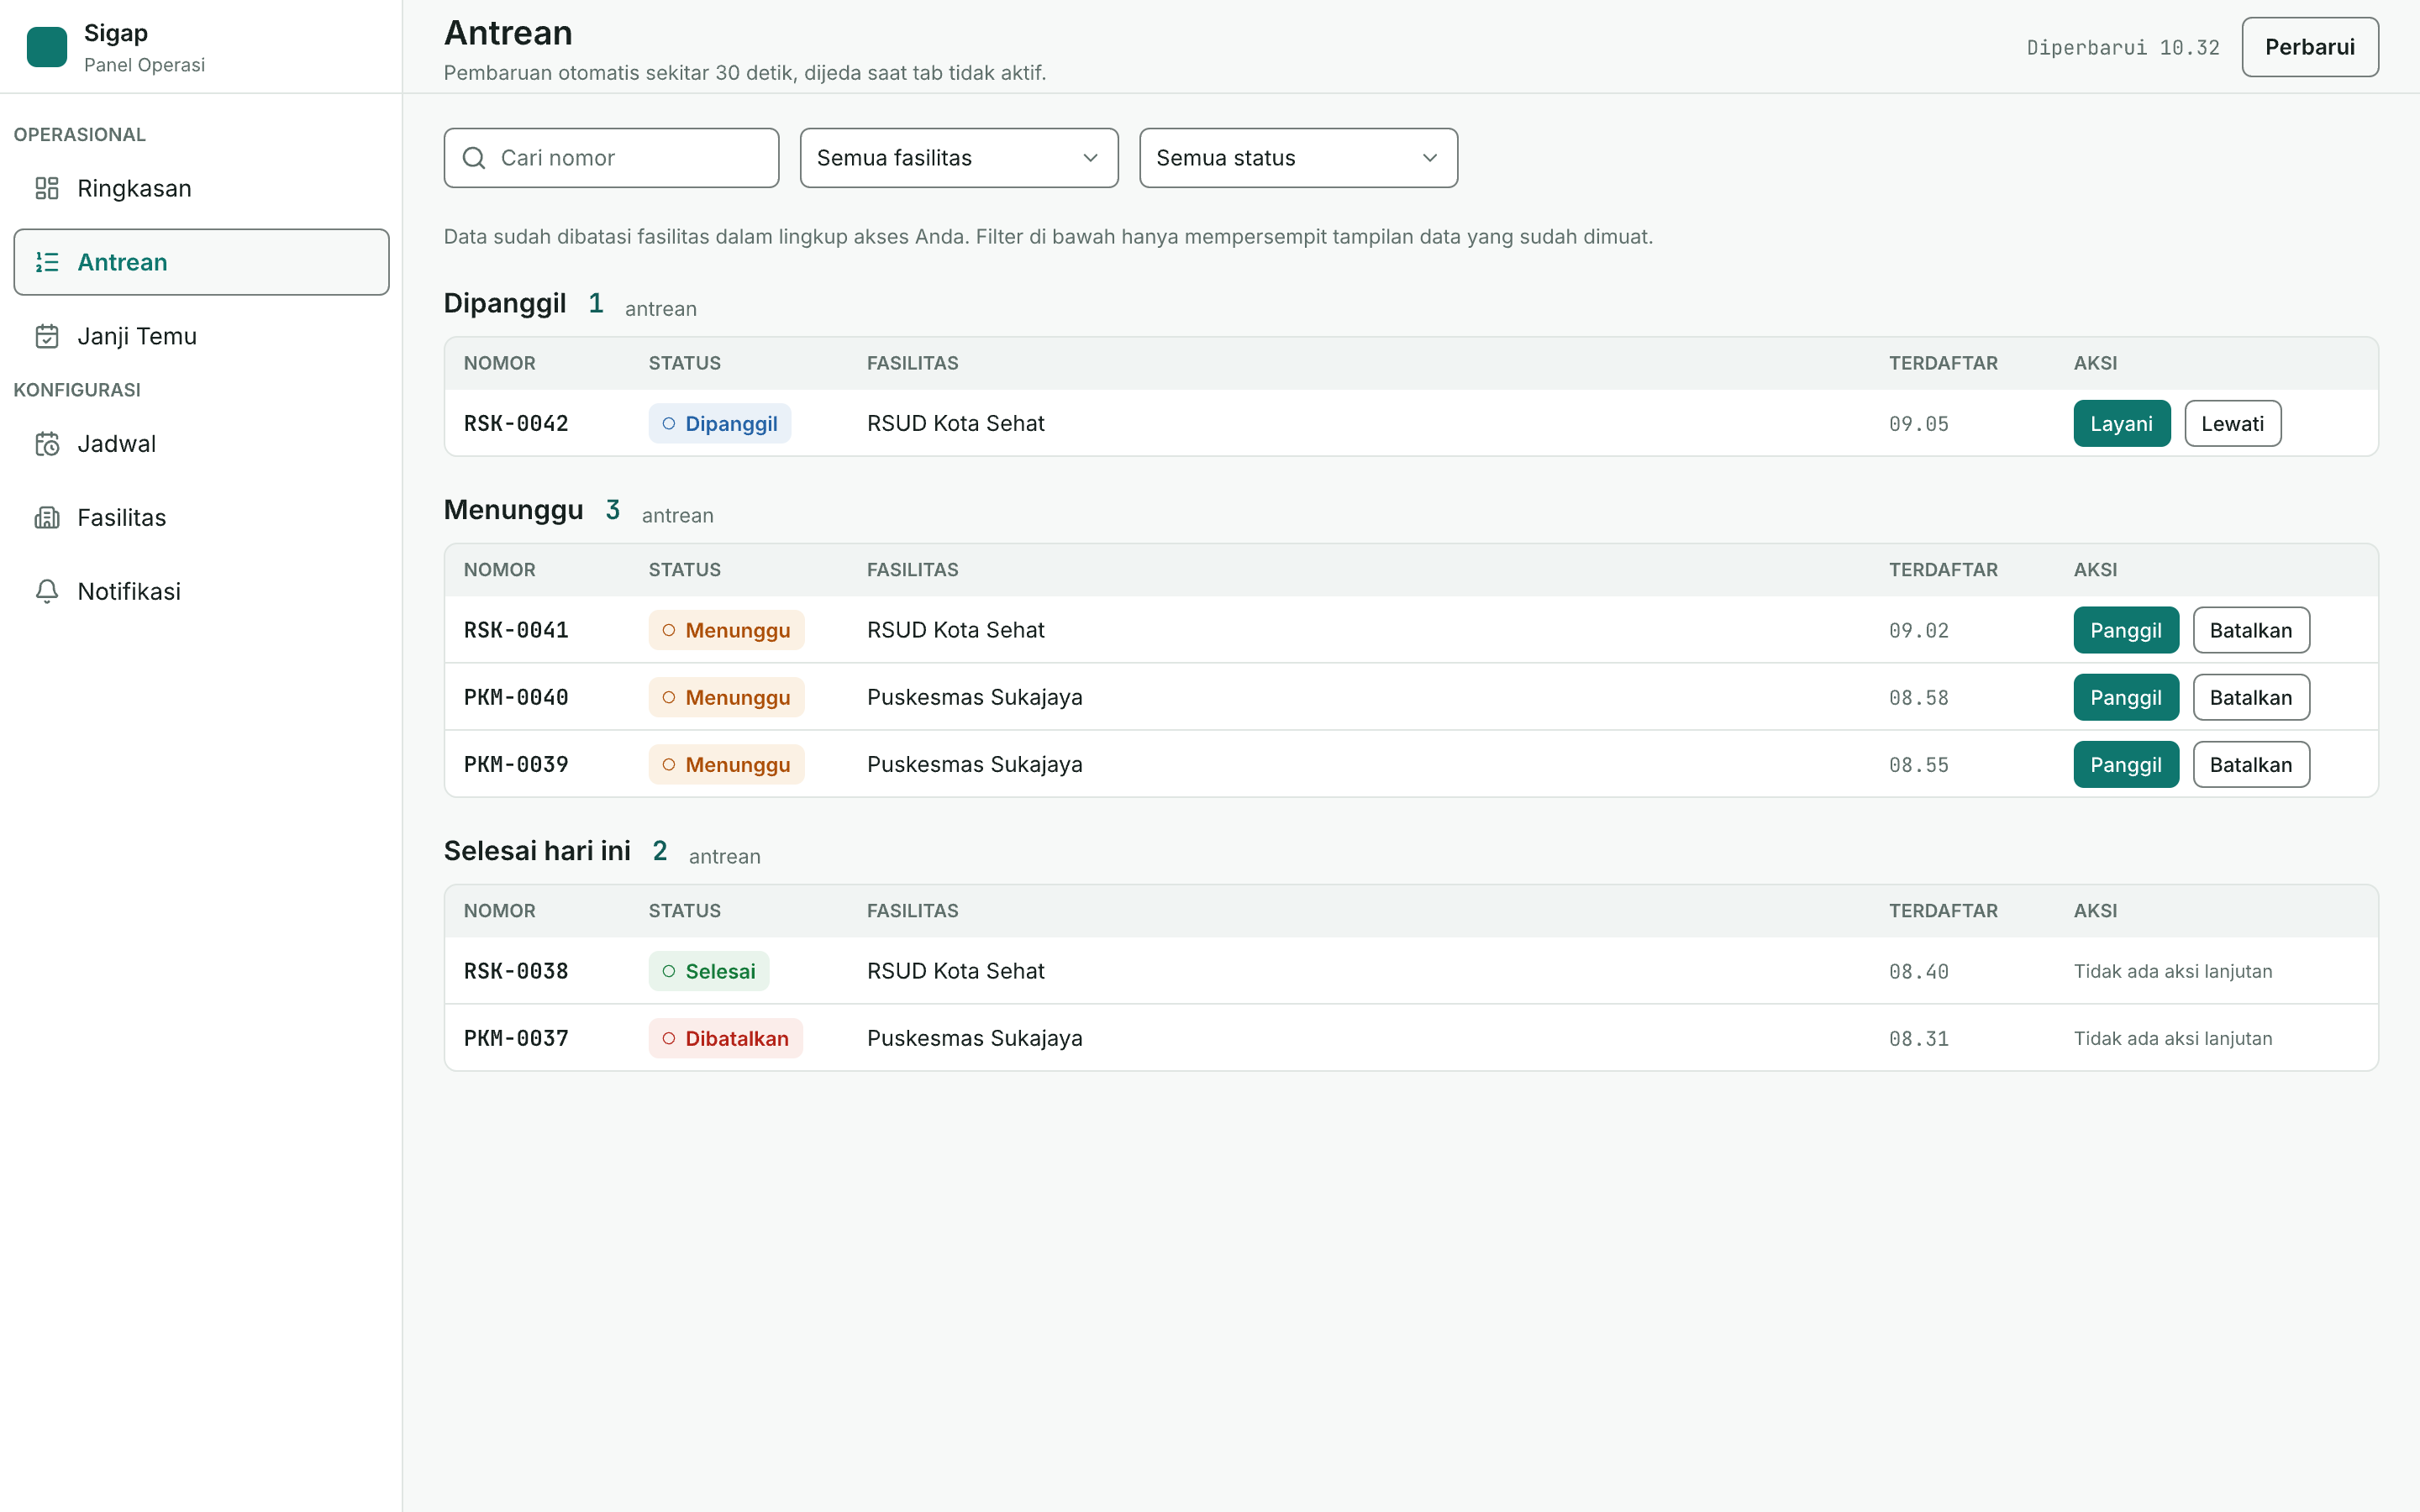 Sigap
Panel Operasi
OPERASIONAL
Ringkasan
Antrean
Janji Temu
KONFIGURASI
Jadwal
Fasilitas
Notifikasi
Antrean
Pembaruan otomatis sekitar 30 detik, dijeda saat tab tidak aktif.
Diperbarui 10.32
Perbarui
Cari nomor
Semua fasilitas
Semua status
Data sudah dibatasi fasilitas dalam lingkup akses Anda. Filter di bawah hanya mempersempit tampilan data yang sudah dimuat.
Dipanggil 1 antrean
NOMOR STATUS FASILITAS TERDAFTAR AKSI
RSK-0042 Dipanggil RSUD Kota Sehat 09.05 Layani Lewati
Menunggu 3 antrean
NOMOR STATUS FASILITAS TERDAFTAR AKSI
RSK-0041 Menunggu RSUD Kota Sehat 09.02 Panggil Batalkan
PKM-0040 Menunggu Puskesmas Sukajaya 08.58 Panggil Batalkan
PKM-0039 Menunggu Puskesmas Sukajaya 08.55 Panggil Batalkan
Selesai hari ini 2 antrean
NOMOR STATUS FASILITAS TERDAFTAR AKSI
RSK-0038 Selesai RSUD Kota Sehat 08.40 Tidak ada aksi lanjutan
PKM-0037 Dibatalkan Puskesmas Sukajaya 08.31 Tidak ada aksi lanjutan